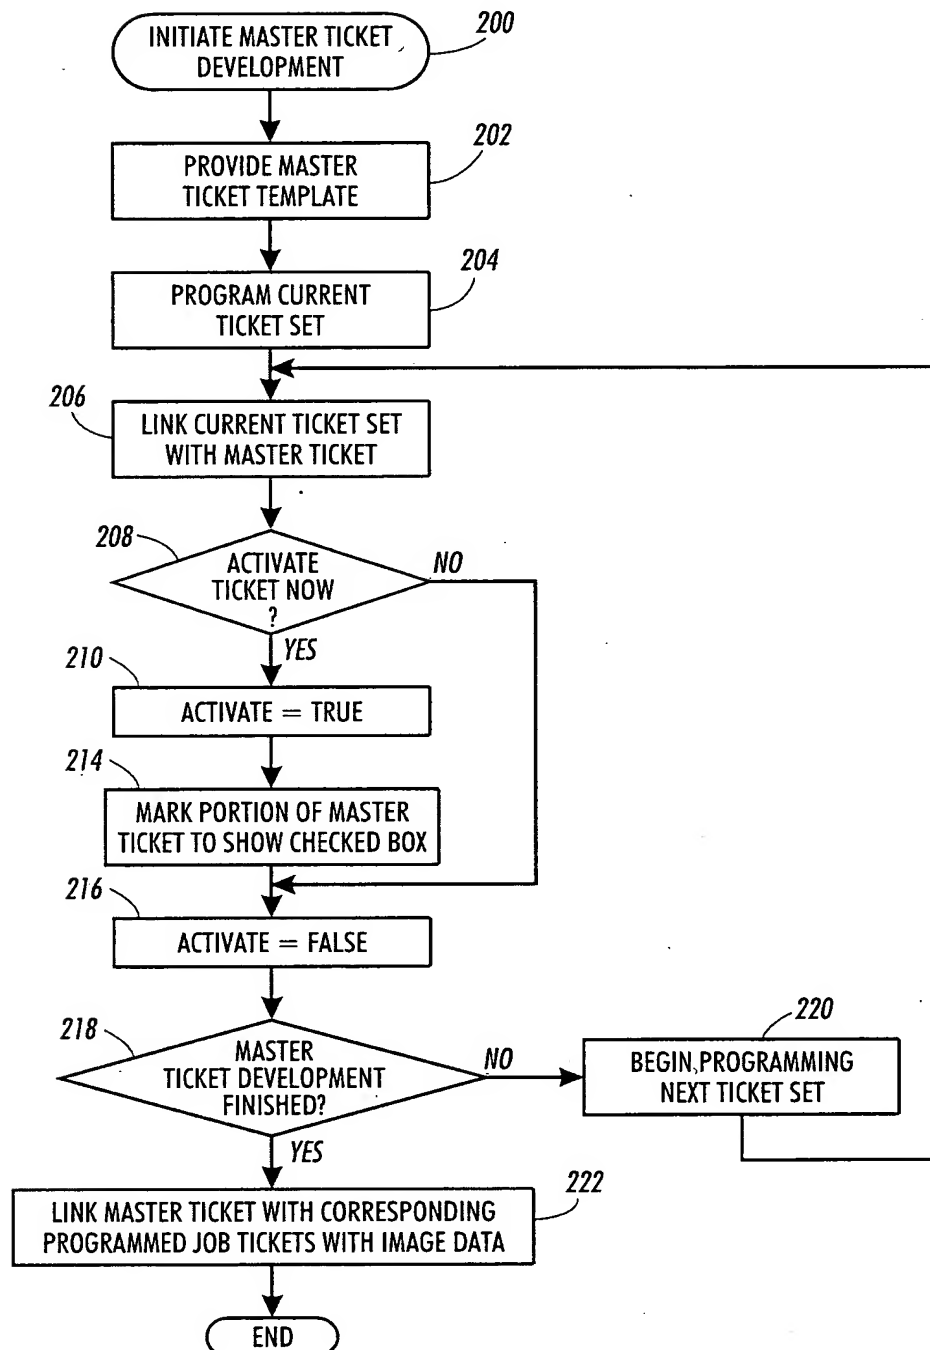 INITIATE MASTER TICKET
DEVELOPMENT
200
PROVIDE MASTER
TICKET TEMPLATE
202
PROGRAM CURRENT
TICKET SET
204
206
LINK CURRENT TICKET SET
WITH MASTER TICKET
208
ACTIVATE
TICKET NOW
?
NO
YES
210
ACTIVATE = TRUE
214
MARK PORTION OF MASTER
TICKET TO SHOW CHECKED BOX
216
ACTIVATE = FALSE
218
MASTER
TICKET DEVELOPMENT
FINISHED?
NO
YES
220
BEGIN PROGRAMMING
NEXT TICKET SET
222
LINK MASTER TICKET WITH CORRESPONDING
PROGRAMMED JOB TICKETS WITH IMAGE DATA
END